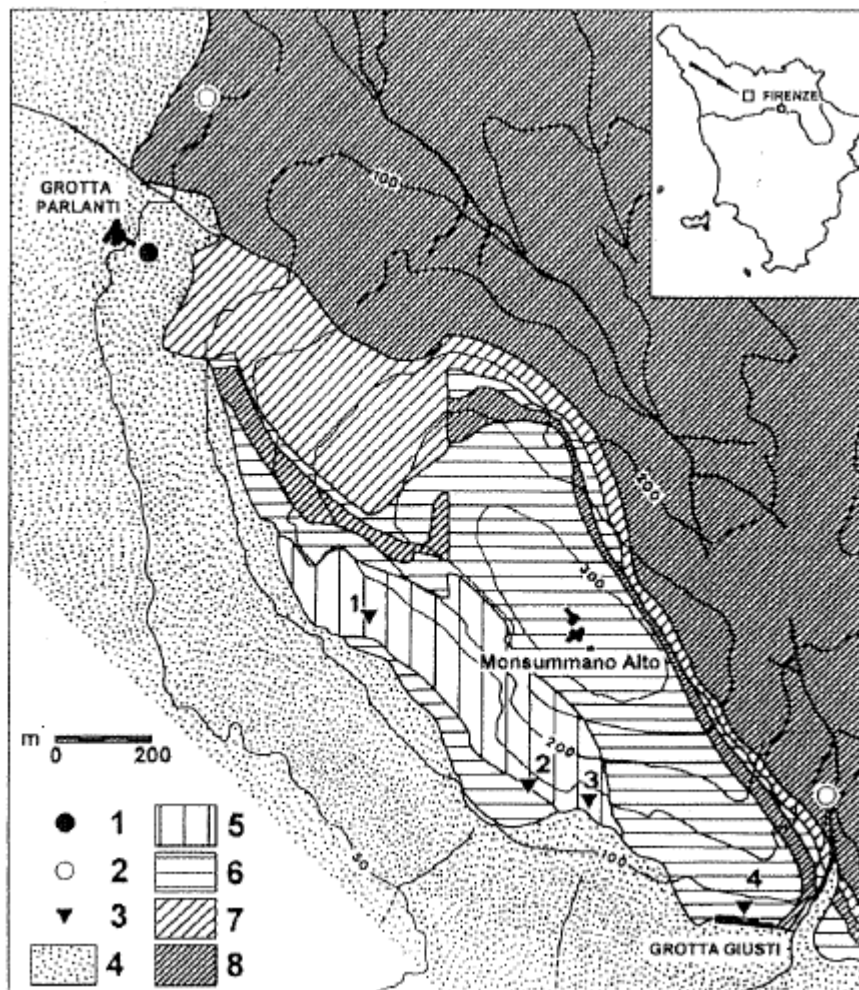 FIRENZE
GROTTA
PARLANTI
100
200
300
1
Monsummano Alto
m
0 200
200
2
3
1 5
2 6
50
100
3 7
4
4 8
GROTTA GIUSTI